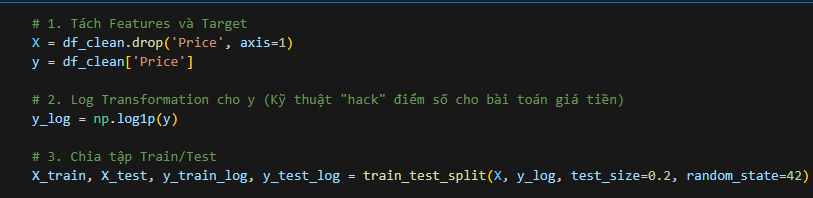 # 1. Tách Features và Target
X = df_clean.drop('Price', axis=1)
y = df_clean['Price']
# 2. Log Transformation cho y (Kỹ thuật "hack" điểm số cho bài toán giá tiền)
y_log = np.log1p(y)
# 3. Chia tập Train/Test
X_train, X_test, y_train_log, y_test_log = train_test_split(X, y_log, test_size=0.2, random_state=42)